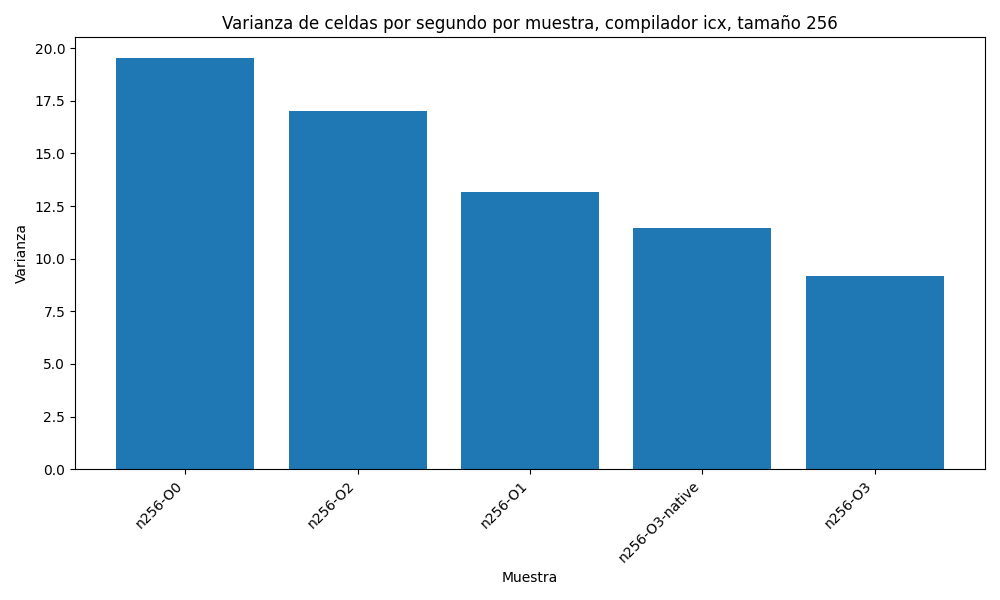 Varianza de celdas por segundo por muestra, compilador icx, tamaño 256
Varianza
20.0
17.5
15.0
12.5
10.0
7.5
5.0
2.5
0.0
n256-O0
n256-O2
n256-O1
n256-O3-native
n256-O3
Muestra